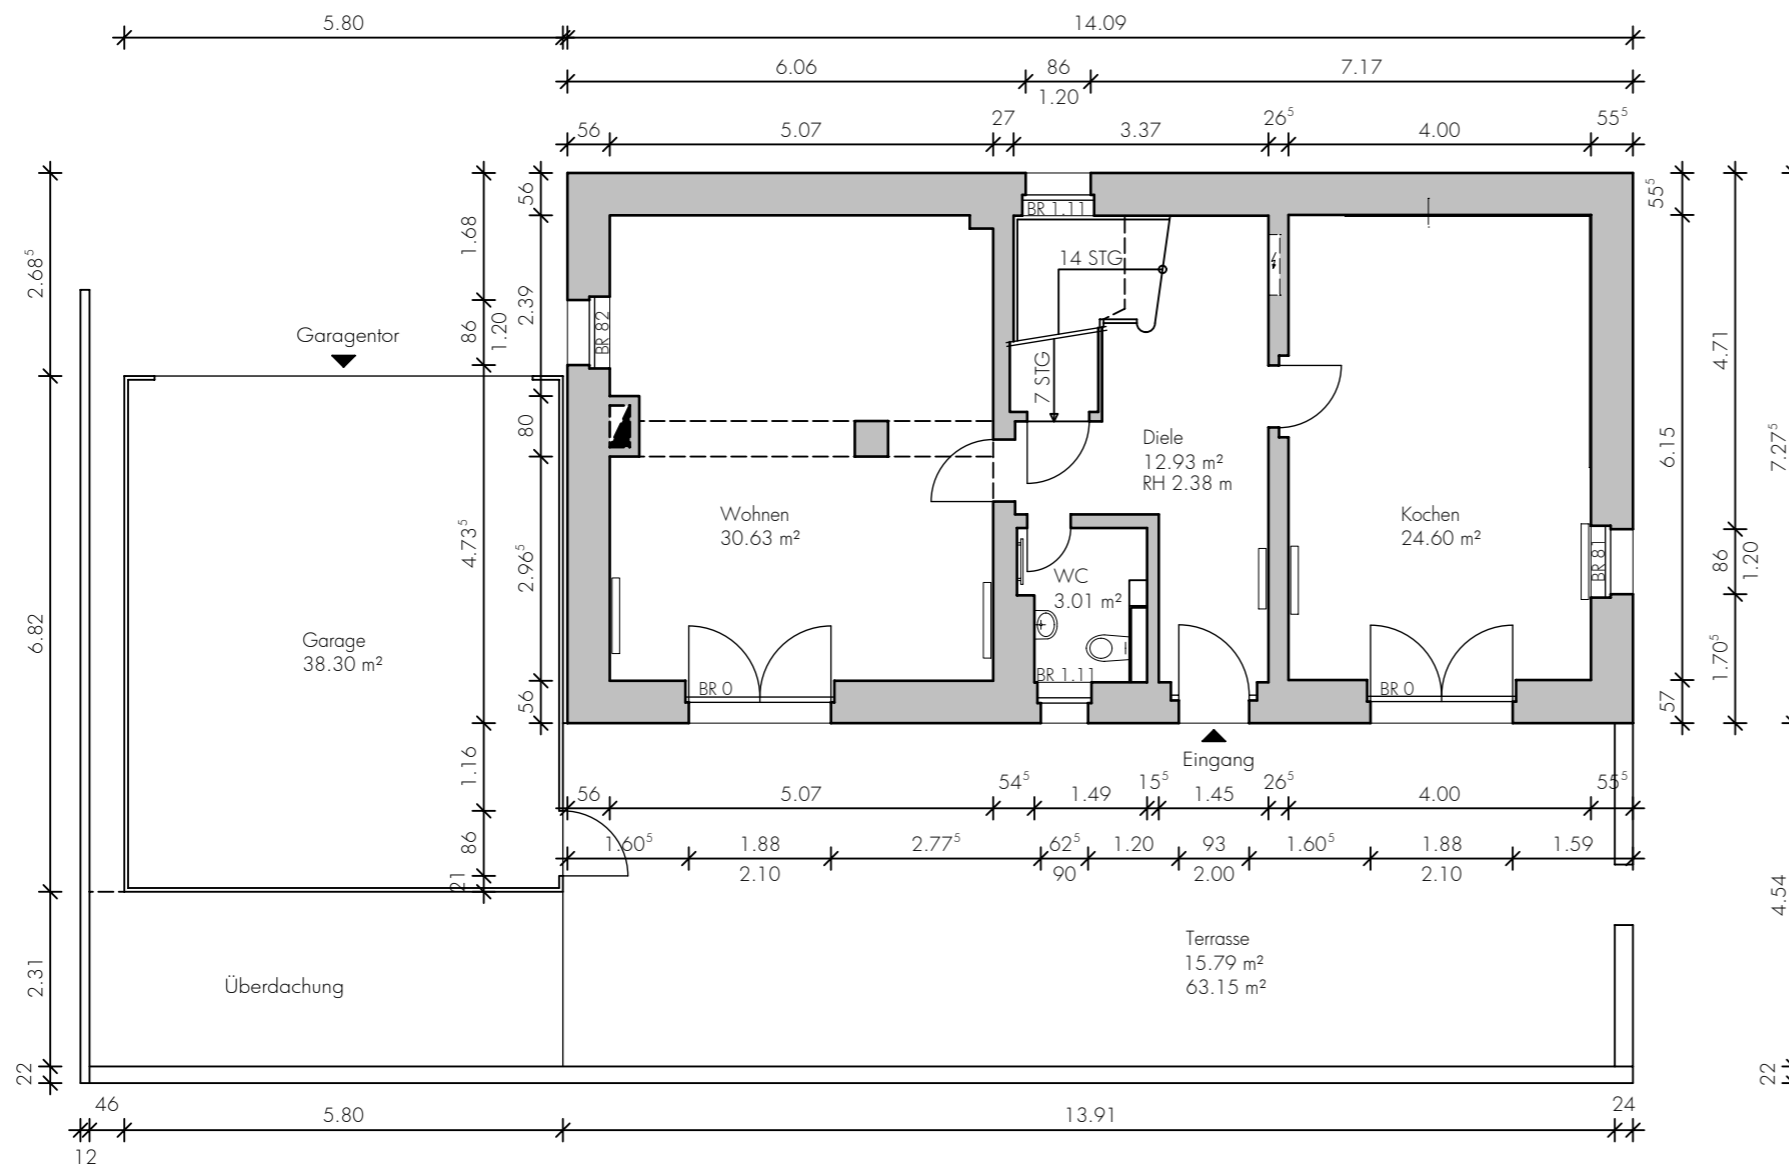 5.80
14.09
6.06
86
7.17
1.20
56
5.07
27
3.37
26⁵
4.00
55⁵
2.68⁵
6.82
2.31
22
1.68
86
1.20
4.73⁵
1.16
86
21
56
2.39
80
2.96⁵
56
Garagentor
Garage
38.30 m²
Überdachung
BR 82
BR 1.11
14 STG
7 STG
Diele
12.93 m²
RH 2.38 m
Wohnen
30.63 m²
Kochen
24.60 m²
WC
3.01 m²
BR 81
BR 0
BR 1.11
BR 0
Eingang
55⁵
6.15
57
4.71
86
1.20
1.70⁵
7.27⁵
4.54
22
56
5.07
54⁵
1.49
15⁵
1.45
26⁵
4.00
55⁵
1.60⁵
1.88
2.77⁵
62⁵
1.20
93
1.60⁵
1.88
1.59
2.10
90
2.00
2.10
Terrasse
15.79 m²
63.15 m²
46
5.80
13.91
24
12